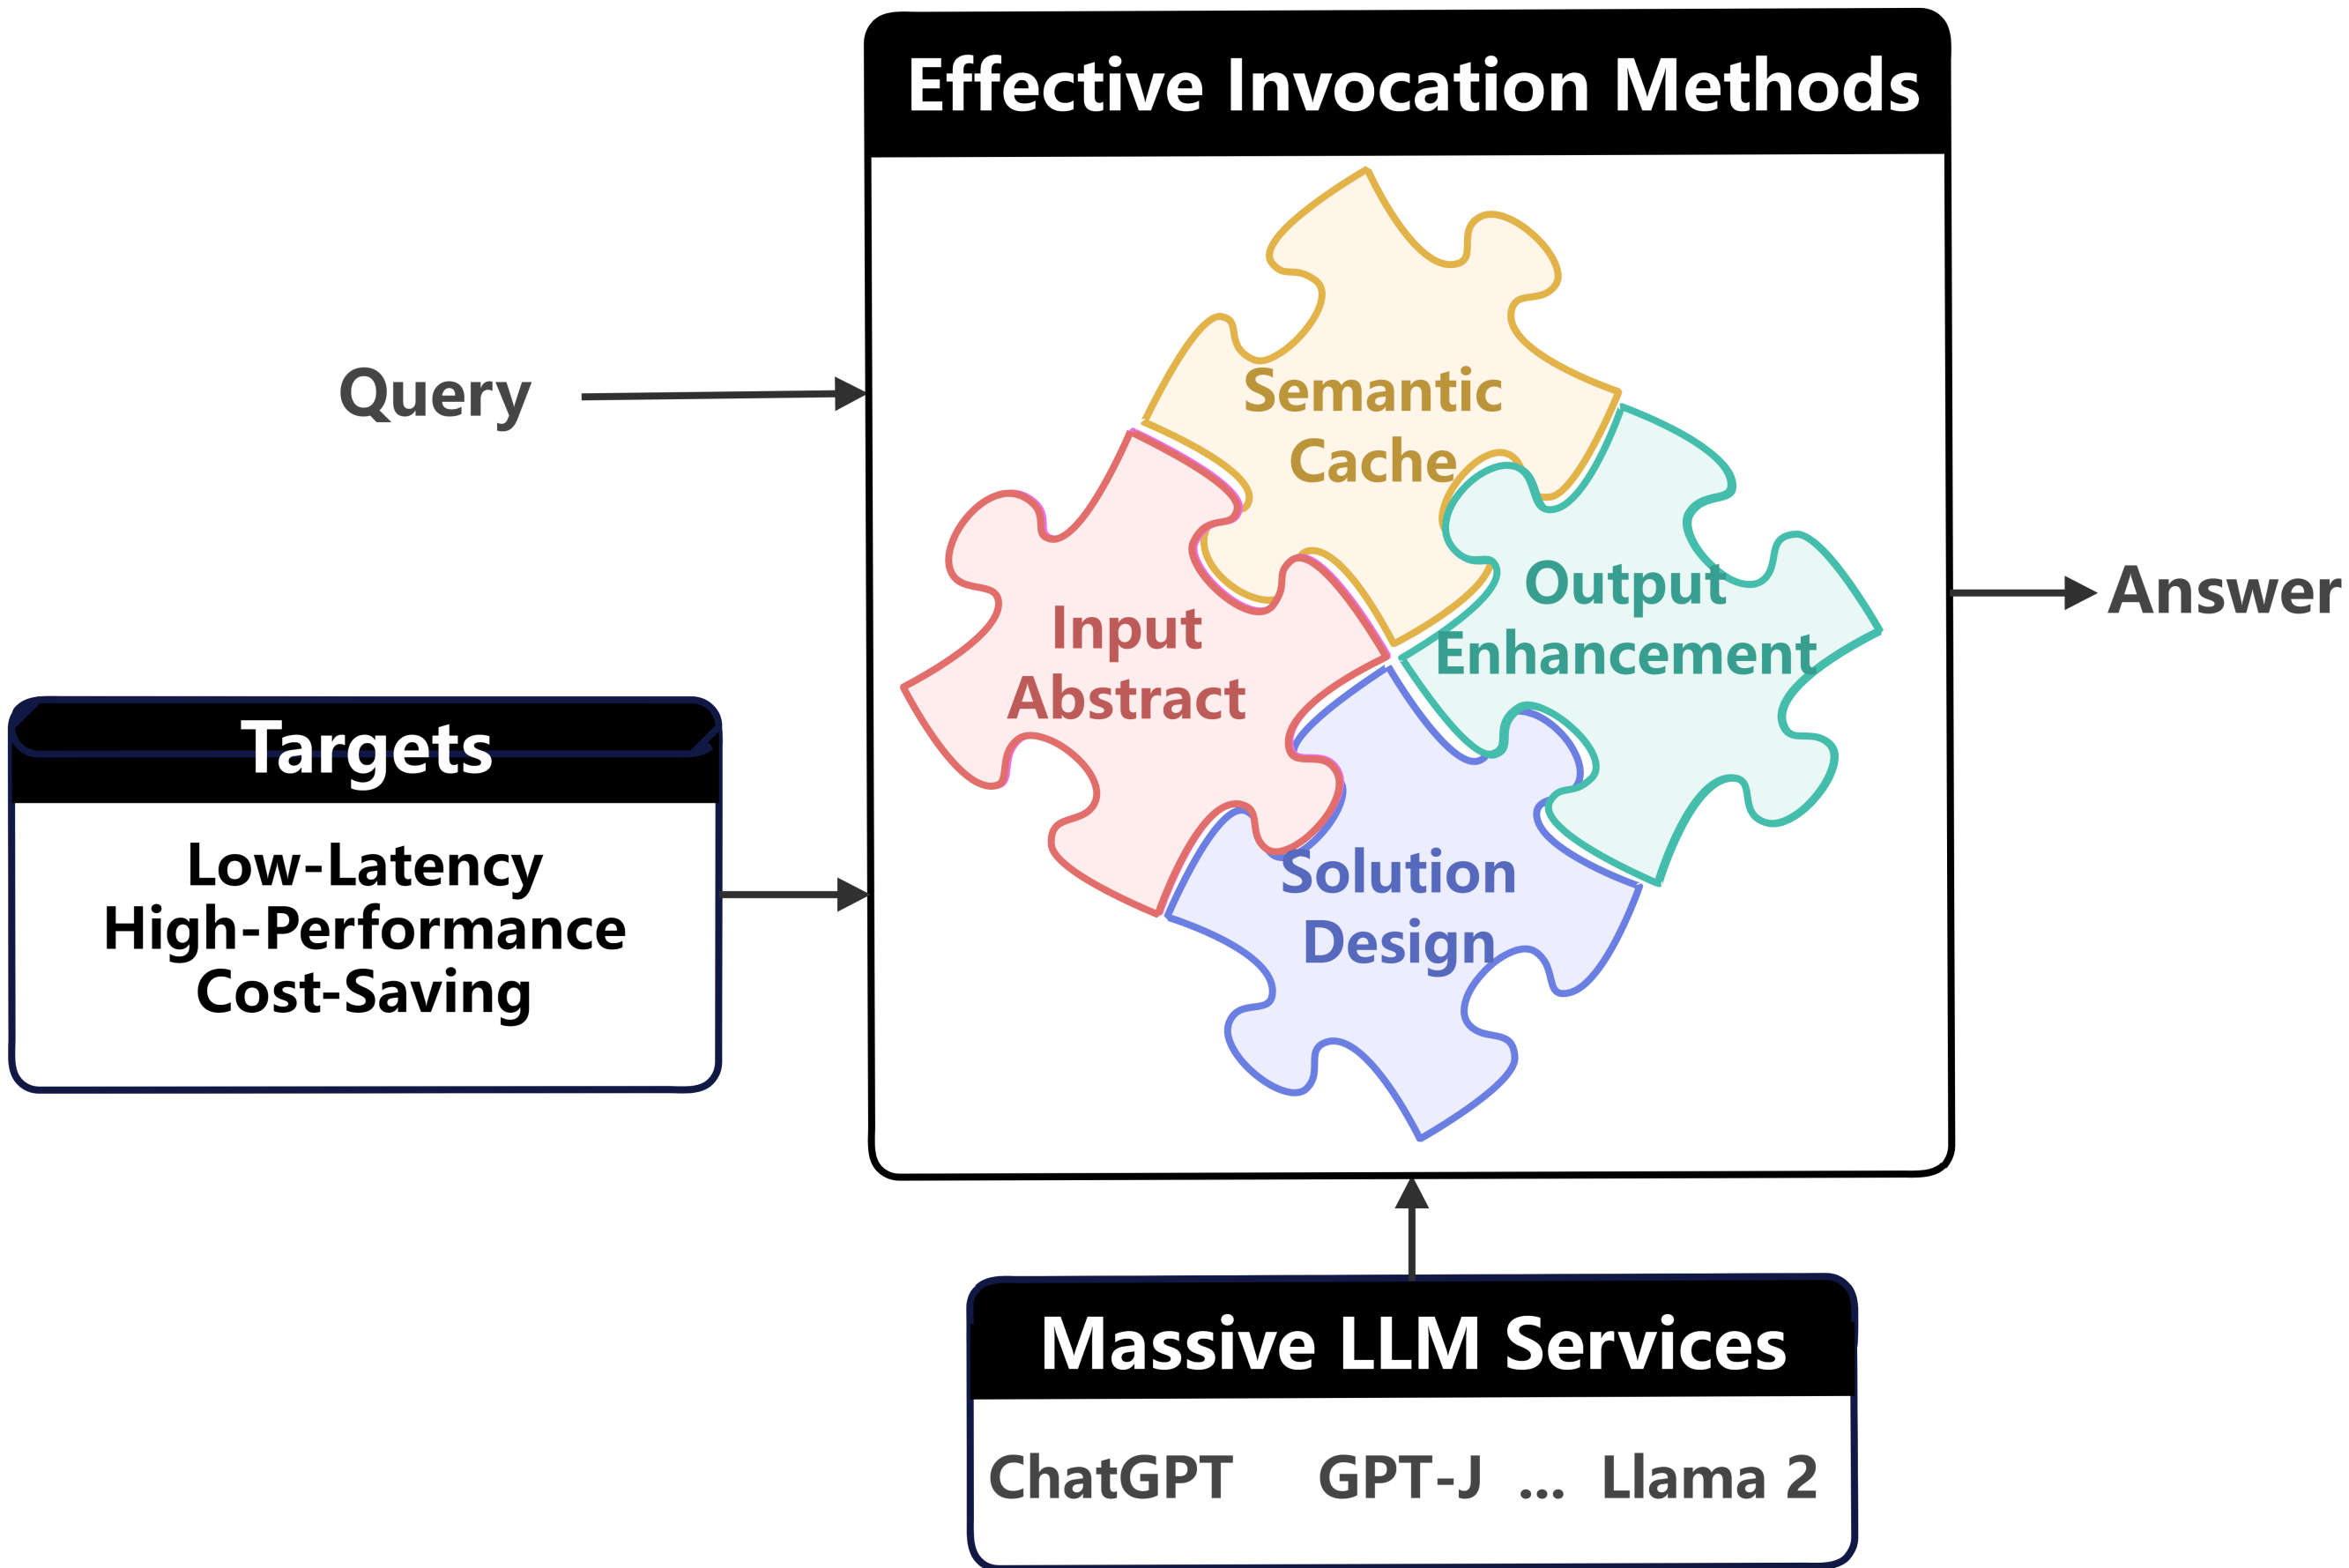 Effective Invocation Methods
Query
Semantic
Cache
Input
Abstract
Output
Enhancement
Answer
Targets
Low-Latency
High-Performance
Cost-Saving
Solution
Design
Massive LLM Services
ChatGPT GPT-J ... Llama 2